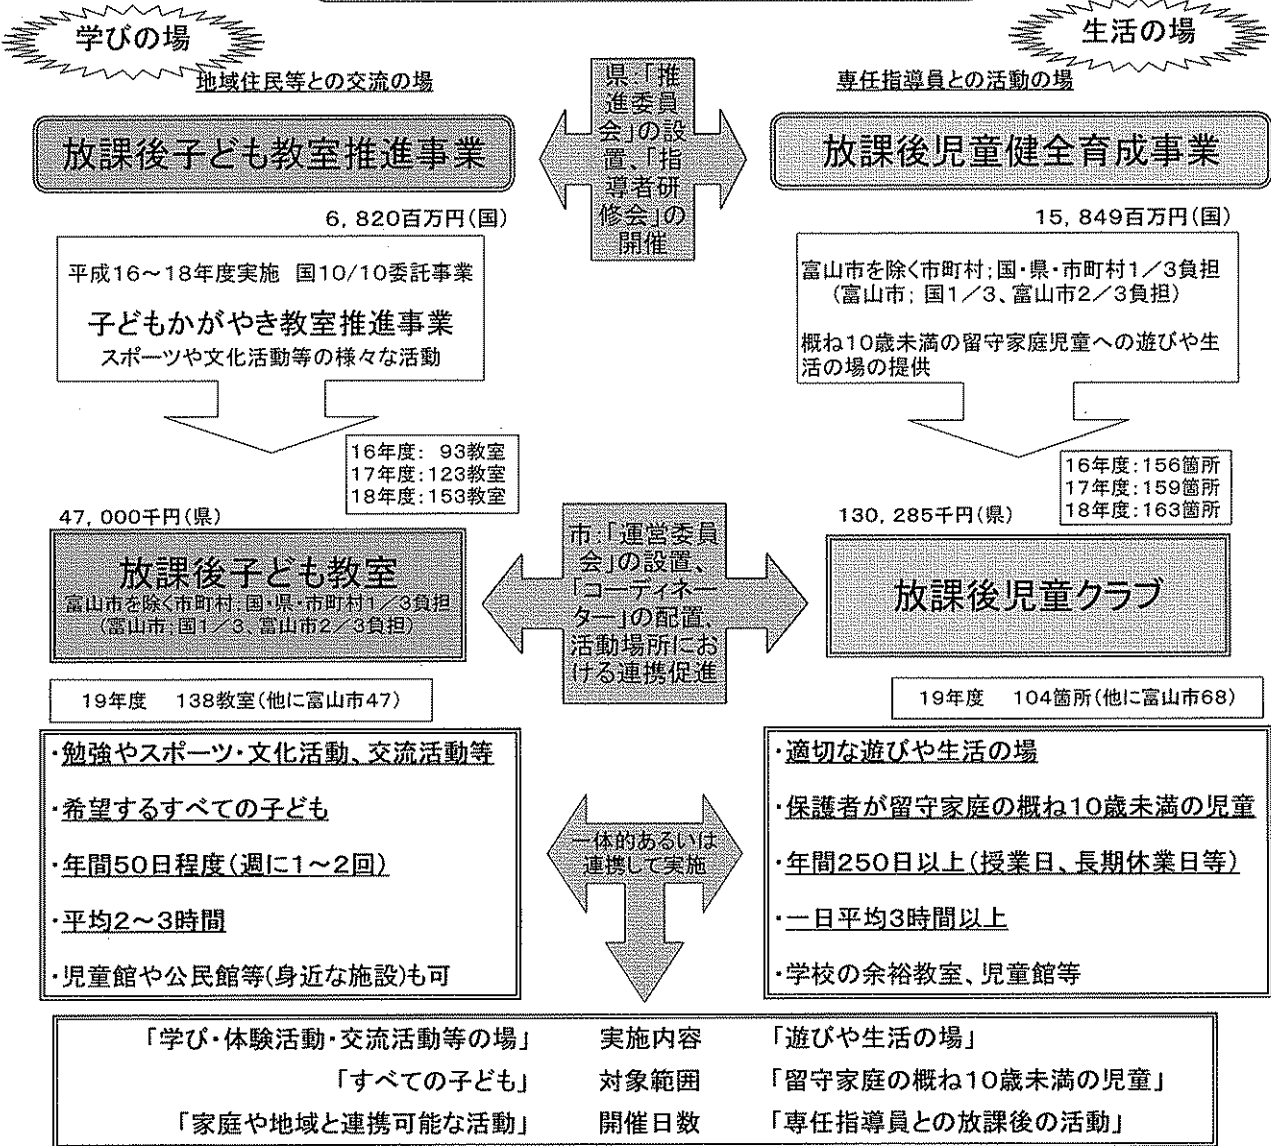 学びの場
生活の場
地域住民等との交流の場
専任指導員との活動の場
放課後子ども教室推進事業
県:「推
進委員
会」の設
置、「指
導者研
修会」の
開催
放課後児童健全育成事業
6,820百万円(国)
15,849百万円(国)
平成16~18年度実施 国10/10委託事業
子どもかがやき教室推進事業
スポーツや文化活動等の様々な活動
富山市を除く市町村;国・県・市町村1/3負担
(富山市;国1/3、富山市2/3負担)
概ね10歳未満の留守家庭児童への遊びや生
活の場の提供
16年度: 93教室
17年度:123教室
18年度:153教室
16年度:156箇所
17年度:159箇所
18年度:163箇所
47,000千円(県)
130,285千円(県)
放課後子ども教室
富山市を除く市町村;国・県・市町村1/3負担
(富山市;国1/3、富山市2/3負担)
市:「運営委員
会」の設置、
「コーディネー
ター」の配置、
活動場所にお
ける連携促進
放課後児童クラブ
19年度 138教室(他に富山市47)
19年度 104箇所(他に富山市68)
・勉強やスポーツ・文化活動、交流活動等
・希望するすべての子ども
・年間50日程度(週に1~2回)
・平均2~3時間
・児童館や公民館等(身近な施設)も可
一体的あるいは
連携して実施
・適切な遊びや生活の場
・保護者が留守家庭の概ね10歳未満の児童
・年間250日以上(授業日、長期休業日等)
・一日平均3時間以上
・学校の余裕教室、児童館等
「学び・体験活動・交流活動等の場」 実施内容 「遊びや生活の場」
「すべての子ども」 対象範囲 「留守家庭の概ね10歳未満の児童」
「家庭や地域と連携可能な活動」 開催日数 「専任指導員との放課後の活動」